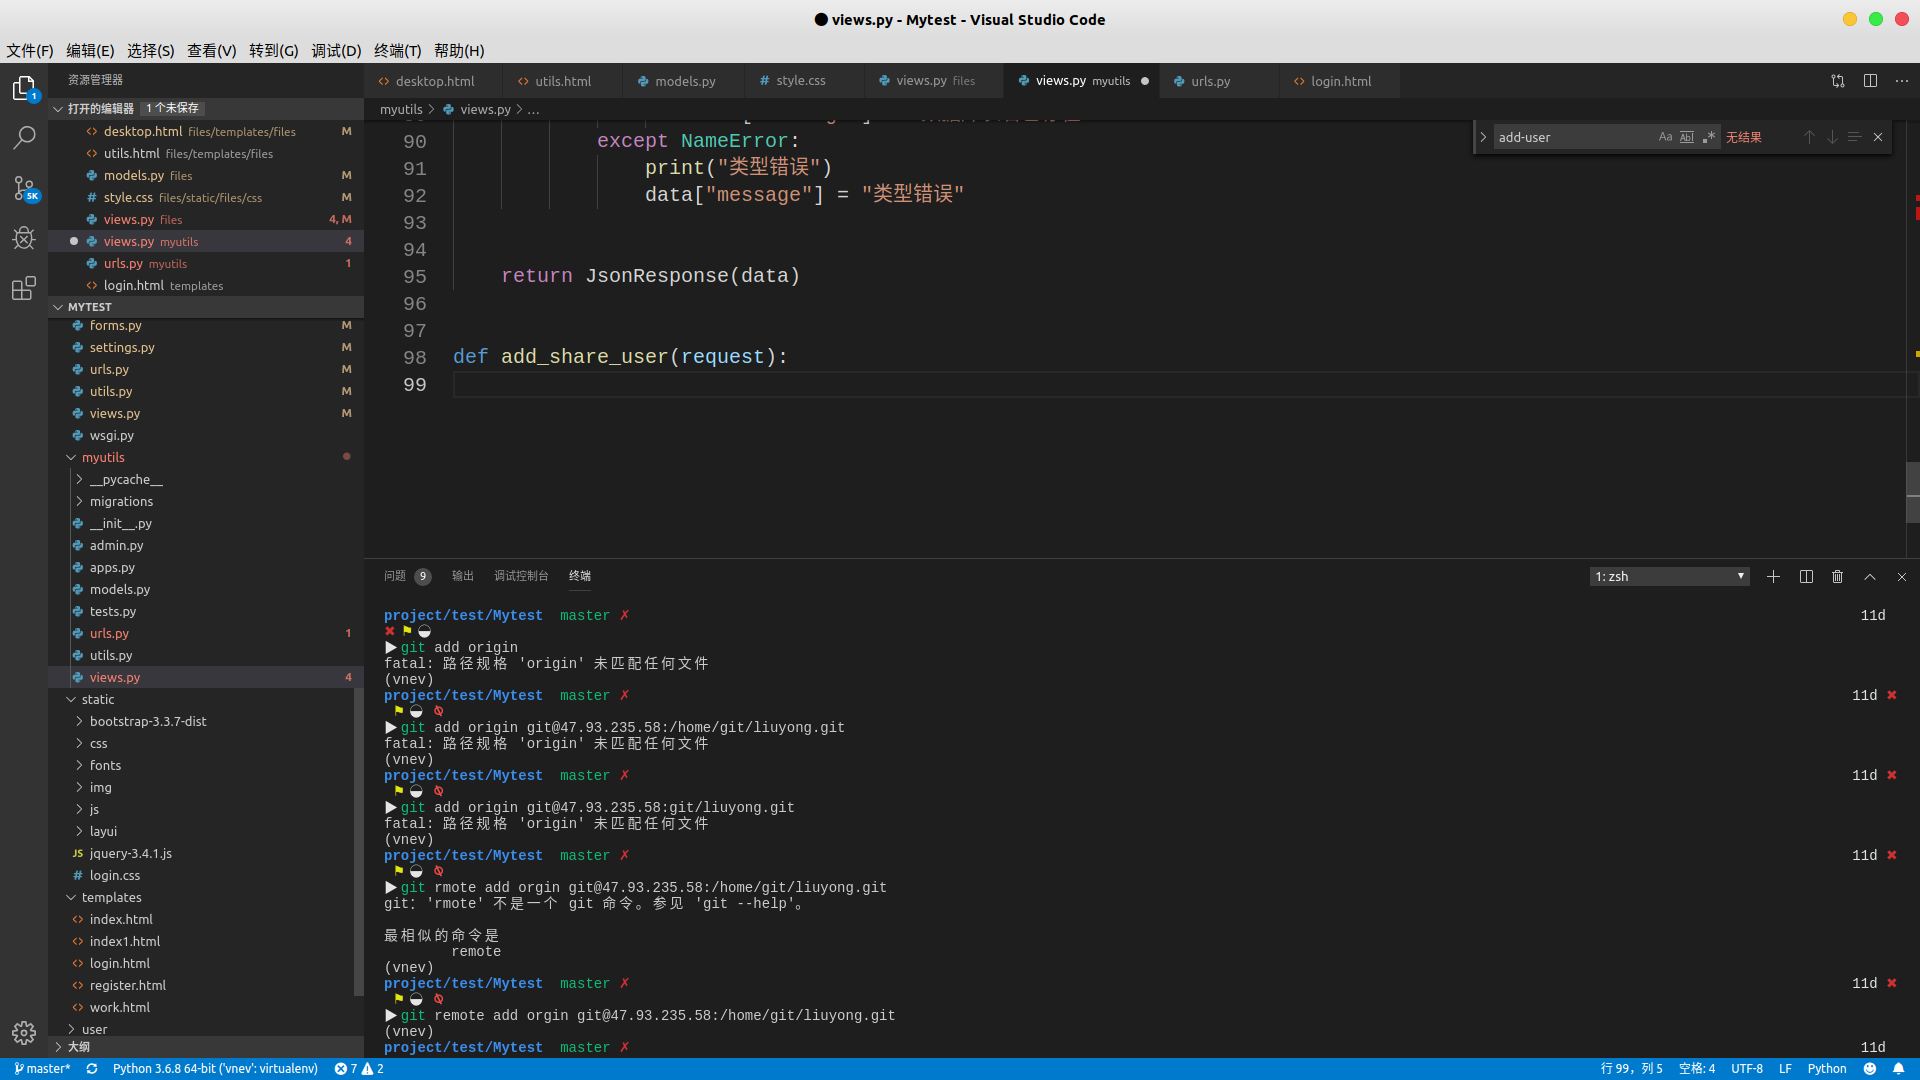 views.py - Mytest - Visual Studio Code
文件(F) 编辑(E) 选择(S) 查看(V) 转到(G) 调试(D) 终端(T) 帮助(H)
资源管理器
打开的编辑器 1 个未保存
desktop.html files/templates/files M
utils.html files/templates/files
models.py files M
style.css files/static/files/css M
views.py files 4, M
views.py myutils 4
urls.py myutils 1
login.html templates
MYTEST
forms.py M
settings.py M
urls.py M
utils.py M
views.py M
wsgi.py
myutils
__pycache__
migrations
__init__.py
admin.py
apps.py
models.py
tests.py
urls.py 1
utils.py
views.py 4
static
bootstrap-3.3.7-dist
css
fonts
img
js
layui
JS jquery-3.4.1.js
# login.css
templates
index.html
index1.html
login.html
register.html
work.html
user
大纲
1
5K
desktop.html utils.html models.py # style.css views.py files views.py myutils urls.py login.html
myutils > views.py > ...
add-user Aa Abl .* 无结果
90 except NameError:
91 print("类型错误")
92 data["message"] = "类型错误"
93
94
95 return JsonResponse(data)
96
97
98 def add_share_user(request):
99
问题 9 输出 调试控制台 终端 1: zsh
project/test/Mytest master ✗ 11d
▶git add origin
fatal: 路径规格 'origin' 未匹配任何文件
(vnev)
project/test/Mytest master ✗ 11d ✖
▶git add origin git@47.93.235.58:/home/git/liuyong.git
fatal: 路径规格 'origin' 未匹配任何文件
(vnev)
project/test/Mytest master ✗ 11d ✖
▶git add origin git@47.93.235.58:git/liuyong.git
fatal: 路径规格 'origin' 未匹配任何文件
(vnev)
project/test/Mytest master ✗ 11d ✖
▶git rmote add orgin git@47.93.235.58:/home/git/liuyong.git
git：'rmote' 不是一个 git 命令。参见 'git --help'。
最相似的命令是
remote
(vnev)
project/test/Mytest master ✗ 11d ✖
▶git remote add orgin git@47.93.235.58:/home/git/liuyong.git
(vnev)
project/test/Mytest master ✗ 11d
master* Python 3.6.8 64-bit ('vnev': virtualenv) 7 2 行 99，列 5 空格: 4 UTF-8 LF Python